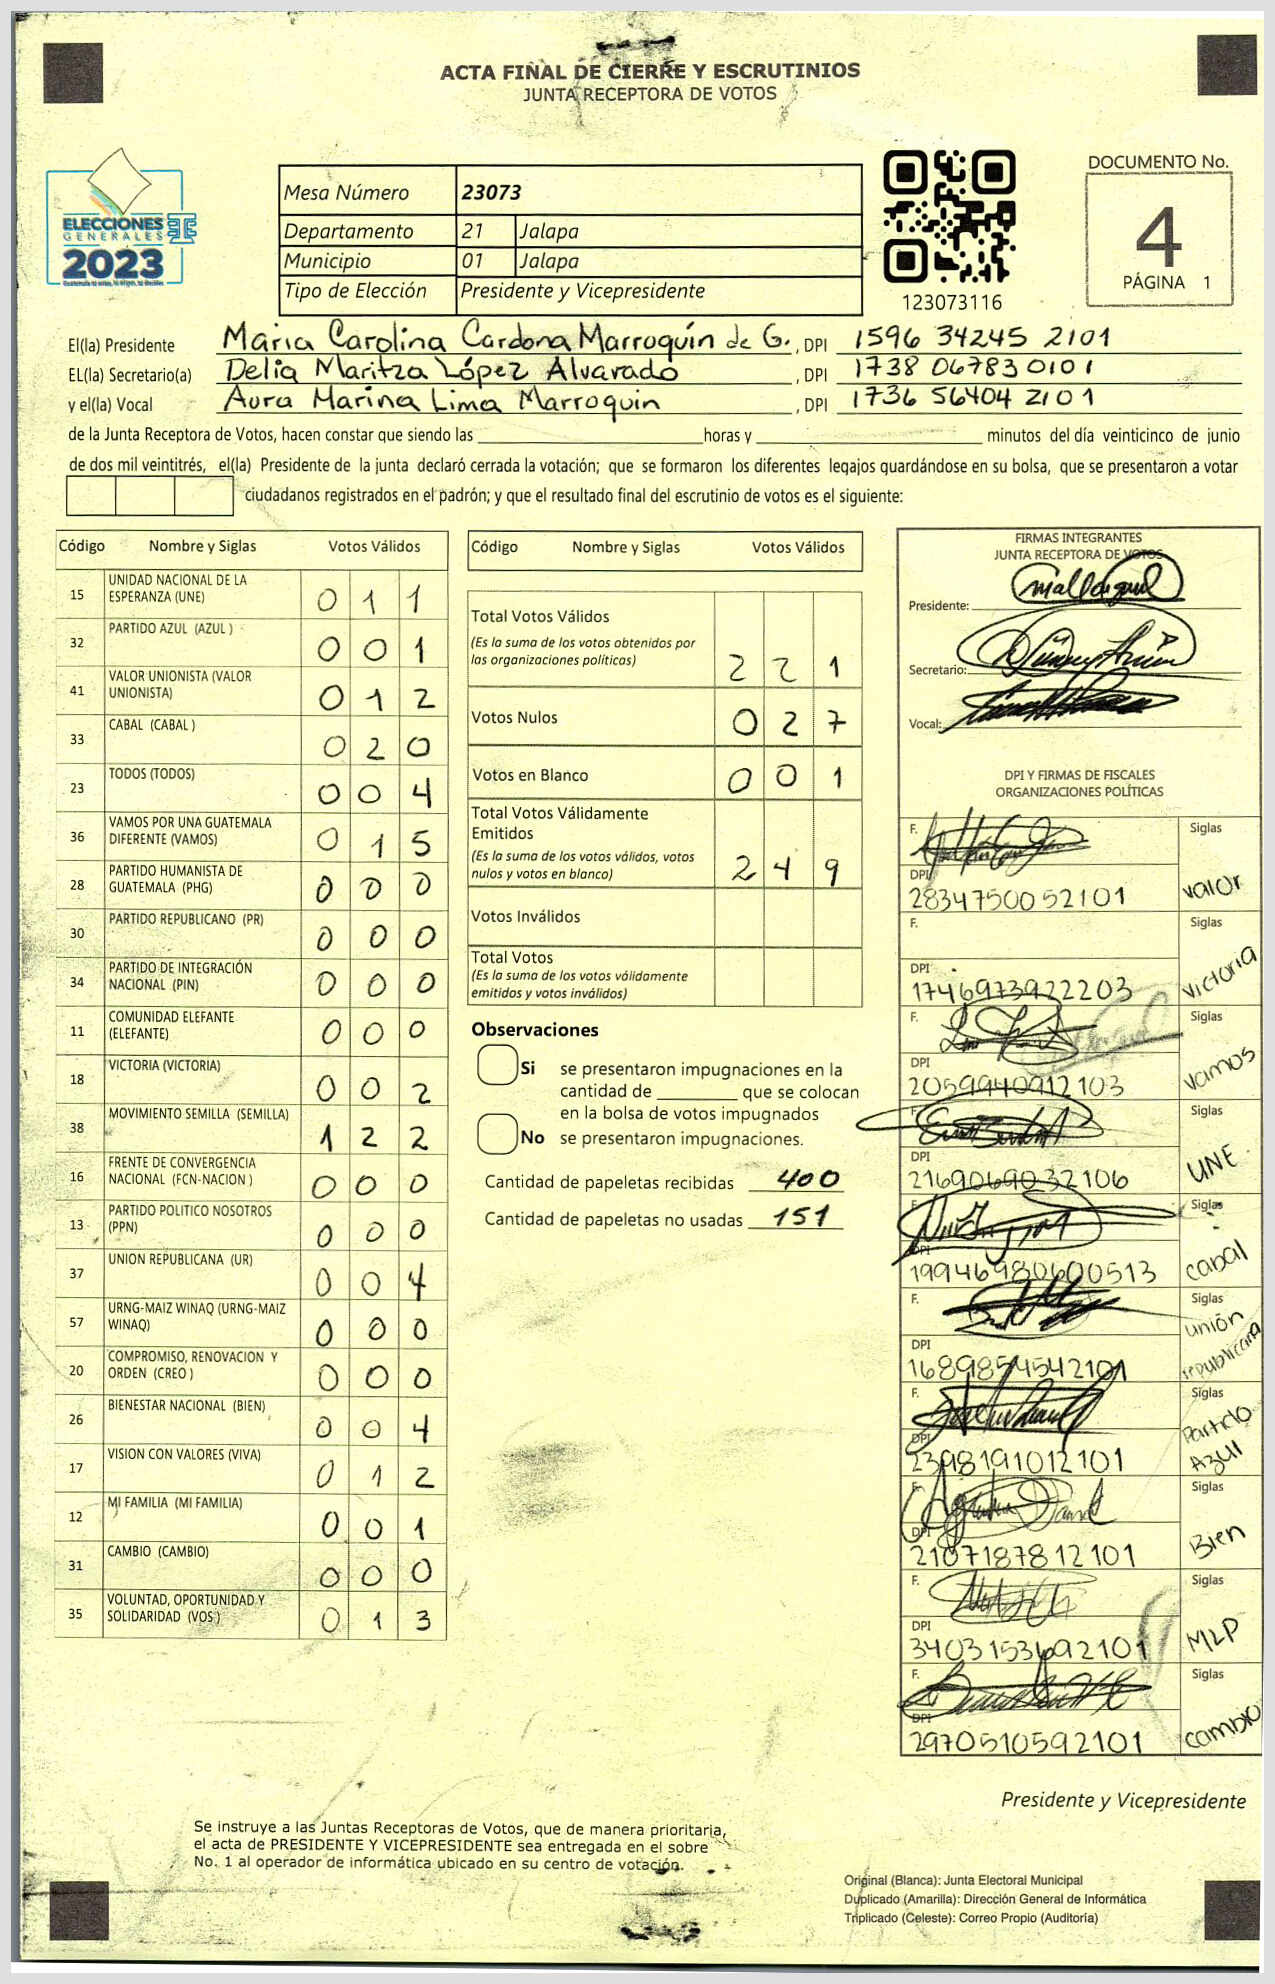 ACTA FINAL DE CIERRE Y ESCRUTINIOS
JUNTA RECEPTORA DE VOTOS
ELECCIONES
GENERALES
2023
Mesa Número 23073
Departamento 21 Jalapa
Municipio 01 Jalapa
Tipo de Elección Presidente y Vicepresidente
123073116
DOCUMENTO No.
4
PÁGINA 1
El(la) Presidente Maria Carolina Cardona Marroquín de G. , DPI 1596 34245 2101
EL(la) Secretario(a) Delia Maritza López Alvarado , DPI 1738 06783 0101
y el(la) Vocal Aura Marina Lima Marroquin , DPI 1736 56404 2101
de la Junta Receptora de Votos, hacen constar que siendo las horas y minutos del día veinticinco de junio
de dos mil veintitrés, el(la) Presidente de la junta declaró cerrada la votación; que se formaron los diferentes legajos guardándose en su bolsa, que se presentaron a votar
ciudadanos registrados en el padrón; y que el resultado final del escrutinio de votos es el siguiente:
Código Nombre y Siglas Votos Válidos
15 UNIDAD NACIONAL DE LA ESPERANZA (UNE) 0 1 1
32 PARTIDO AZUL (AZUL ) 0 0 1
41 VALOR UNIONISTA (VALOR UNIONISTA) 0 1 2
33 CABAL (CABAL ) 0 2 0
23 TODOS (TODOS) 0 0 4
36 VAMOS POR UNA GUATEMALA DIFERENTE (VAMOS) 0 1 5
28 PARTIDO HUMANISTA DE GUATEMALA (PHG) 0 0 0
30 PARTIDO REPUBLICANO (PR) 0 0 0
34 PARTIDO DE INTEGRACIÓN NACIONAL (PIN) 0 0 0
11 COMUNIDAD ELEFANTE (ELEFANTE) 0 0 0
18 VICTORIA (VICTORIA) 0 0 2
38 MOVIMIENTO SEMILLA (SEMILLA) 1 2 2
16 FRENTE DE CONVERGENCIA NACIONAL (FCN-NACION ) 0 0 0
13 PARTIDO POLITICO NOSOTROS (PPN) 0 0 0
37 UNION REPUBLICANA (UR) 0 0 4
57 URNG-MAIZ WINAQ (URNG-MAIZ WINAQ) 0 0 0
20 COMPROMISO, RENOVACION Y ORDEN (CREO ) 0 0 0
26 BIENESTAR NACIONAL (BIEN) 0 0 4
17 VISION CON VALORES (VIVA) 0 1 2
12 MI FAMILIA (MI FAMILIA) 0 0 1
31 CAMBIO (CAMBIO) 0 0 0
35 VOLUNTAD, OPORTUNIDAD Y SOLIDARIDAD (VOS ) 0 1 3
Código Nombre y Siglas Votos Válidos
Total Votos Válidos
(Es la suma de los votos obtenidos por
las organizaciones políticas) 2 2 1
Votos Nulos 0 2 7
Votos en Blanco 0 0 1
Total Votos Válidamente
Emitidos
(Es la suma de los votos válidos, votos
nulos y votos en blanco) 2 4 9
Votos Inválidos
Total Votos
(Es la suma de los votos válidamente
emitidos y votos inválidos)
Observaciones
Si se presentaron impugnaciones en la
cantidad de que se colocan
en la bolsa de votos impugnados
No se presentaron impugnaciones.
Cantidad de papeletas recibidas 400
Cantidad de papeletas no usadas 151
FIRMAS INTEGRANTES
JUNTA RECEPTORA DE VOTOS
Presidente:
Secretario:
Vocal:
DPI Y FIRMAS DE FISCALES
ORGANIZACIONES POLÍTICAS
F. Siglas
DPI
2834750052101 valor
F. Siglas
DPI
1746973922203 victoria
F. Siglas
DPI
2059940912103 vamos
F. Siglas
DPI
2169069032106 UNE
F. Siglas
DPI
19946980600513 cabal
F. Siglas
DPI
1689854542101 unión republicana
F. Siglas
DPI
2398191012101 Partido Azul
F. Siglas
DPI
2107187812101 Bien
F. Siglas
DPI
3403153692101 MLP
F. Siglas
DPI
2970510592101 cambio
Presidente y Vicepresidente
Se instruye a las Juntas Receptoras de Votos, que de manera prioritaria,
el acta de PRESIDENTE Y VICEPRESIDENTE sea entregada en el sobre
No. 1 al operador de informática ubicado en su centro de votación.
Original (Blanca): Junta Electoral Municipal
Duplicado (Amarilla): Dirección General de Informática
Triplicado (Celeste): Correo Propio (Auditoría)